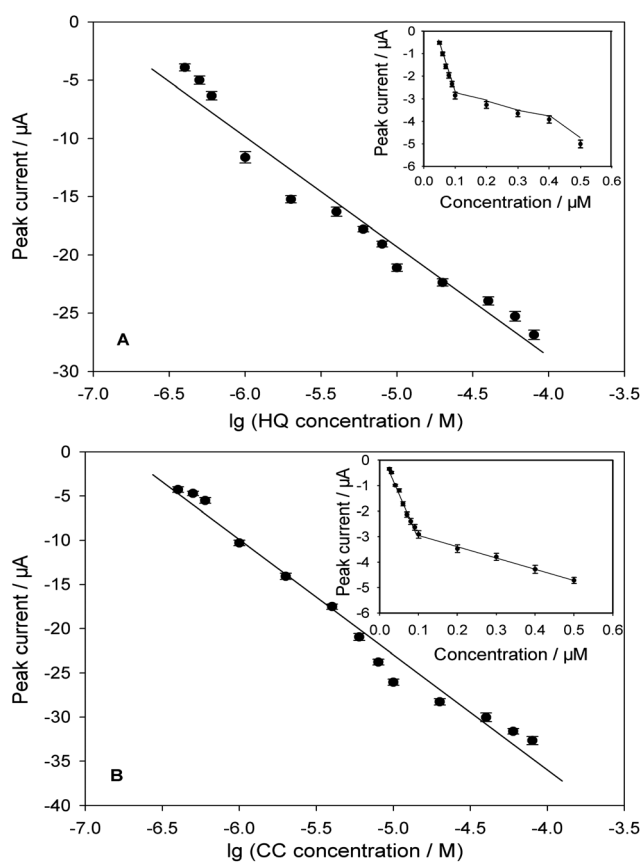 0
-5
-10
-15
-20
-25
-30
Peak current / µA
A
-7.0 -6.5 -6.0 -5.5 -5.0 -4.5 -4.0 -3.5
lg (HQ concentration / M)
0
-1
-2
-3
-4
-5
-6
Peak current / µA
0.0 0.1 0.2 0.3 0.4 0.5 0.6
Concentration / µM
0
-5
-10
-15
-20
-25
-30
-35
-40
Peak current / µA
B
-7.0 -6.5 -6.0 -5.5 -5.0 -4.5 -4.0 -3.5
lg (CC concentration / M)
0
-1
-2
-3
-4
-5
-6
Peak current / µA
0.0 0.1 0.2 0.3 0.4 0.5 0.6
Concentration / µM